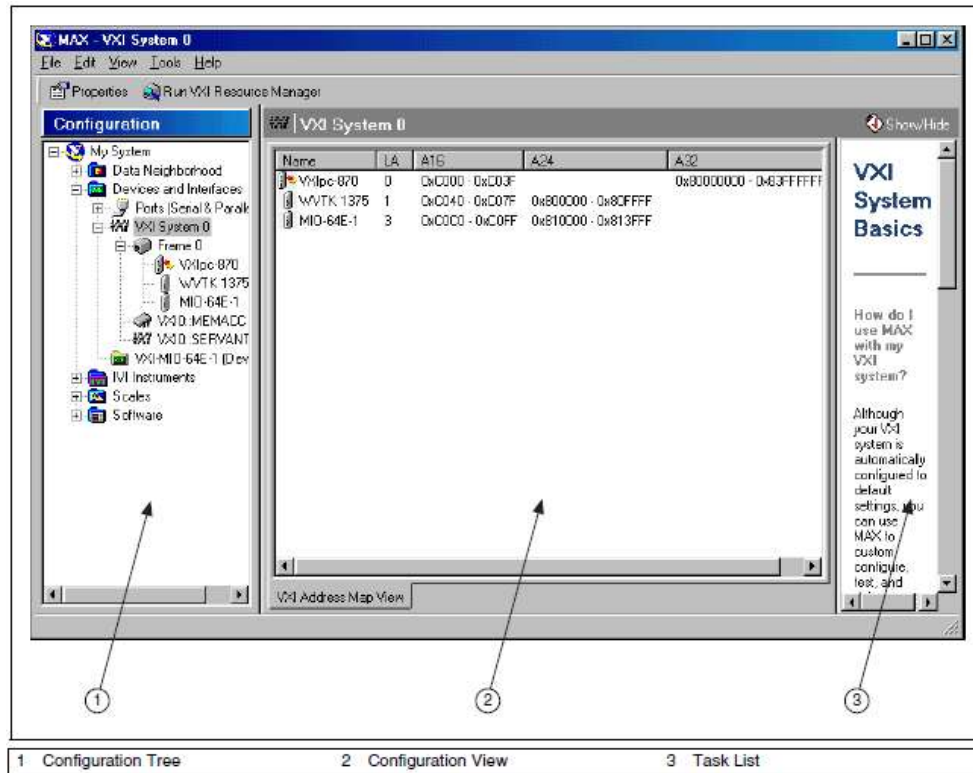 MAX - VXI System 0
File Edit View Tools Help
Properties Run VXI Resource Manager
Configuration
My System
Data Neighborhood
Devices and Interfaces
Ports (Serial & Parall
VXI System 0
Frame 0
VXIpc-870
WVTK 1375
MIO-64E-1
VXI0::MEMACC
VXI0::SERVANT
VXI-MIO-64E-1 (Dev
IVI Instruments
Scales
Software
VXI System 0
Name LA A16 A24 A32
VXIpc-870 0 0xC000 - 0xC03F 0x80000000 - 0x83FFFFFF
WVTK 1375 1 0xC040 - 0xC07F 0x800000 - 0x80FFFF
MIO-64E-1 3 0xC0C0 - 0xC0FF 0x810000 - 0x813FFF
VXI Address Map View
Show/Hide
VXI
System
Basics
How do I
use MAX
with my
VXI
system?
Although
your VXI
system is
automatically
configured to
default
settings, you
can use
MAX to
custom
configure,
test, and
1
2
3
1 Configuration Tree 2 Configuration View 3 Task List